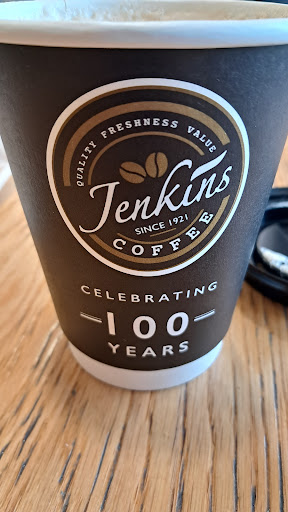 QUALITY FRESHNESS VALUE
Jenkins
SINCE 1921
COFFEE
CELEBRATING
100
YEARS